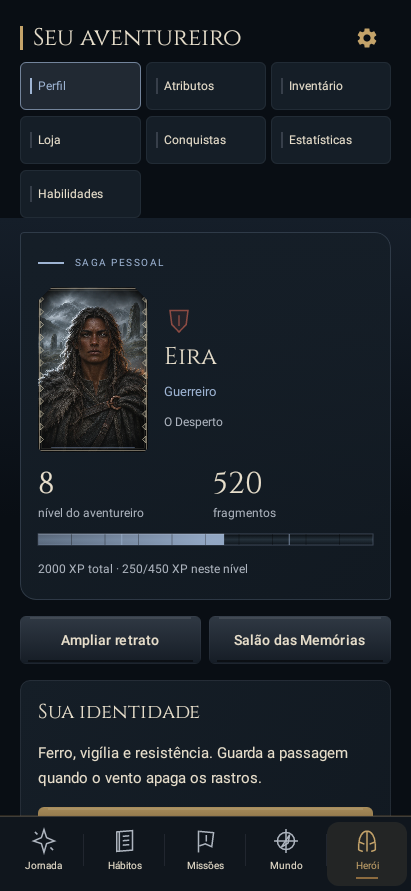 Seu aventureiro
Perfil
Atributos
Inventário
Loja
Conquistas
Estatísticas
Habilidades
SAGA PESSOAL
Eira
Guerreiro
O Desperto
8
nível do aventureiro
520
fragmentos
2000 XP total · 250/450 XP neste nível
Ampliar retrato
Salão das Memórias
Sua identidade
Ferro, vigília e resistência. Guarda a passagem
quando o vento apaga os rastros.
Jornada
Hábitos
Missões
Mundo
Herói